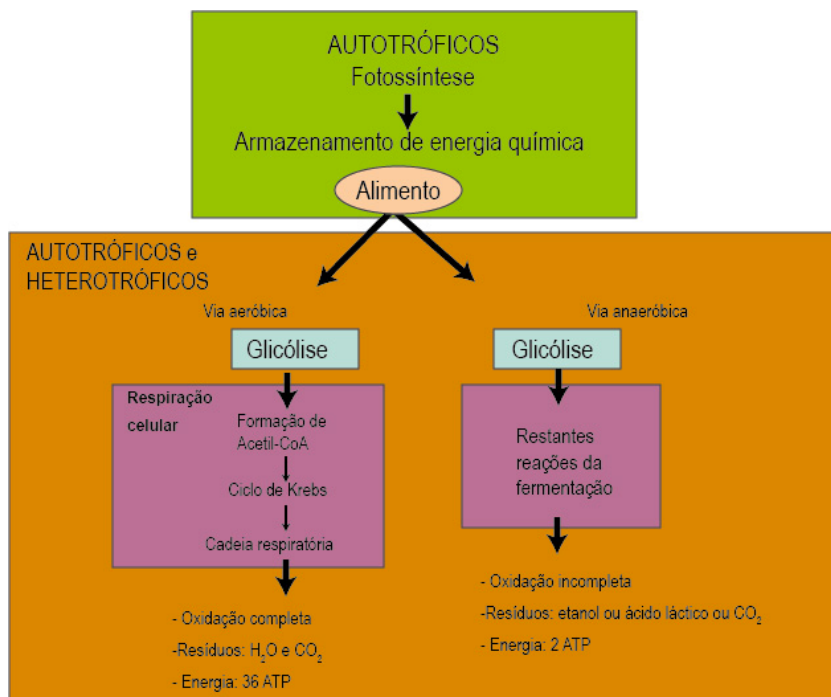 AUTOTRÓFICOS
Fotossíntese
Armazenamento de energia química
Alimento
AUTOTRÓFICOS e
HETEROTRÓFICOS
Via aeróbica
Glicólise
Respiração
celular
Formação de
Acetil-CoA
Ciclo de Krebs
Cadeia respiratória
- Oxidação completa
-Resíduos: H₂O e CO₂
- Energia: 36 ATP
Via anaeróbica
Glicólise
Restantes
reações da
fermentação
- Oxidação incompleta
-Resíduos: etanol ou ácido láctico ou CO₂
- Energia: 2 ATP